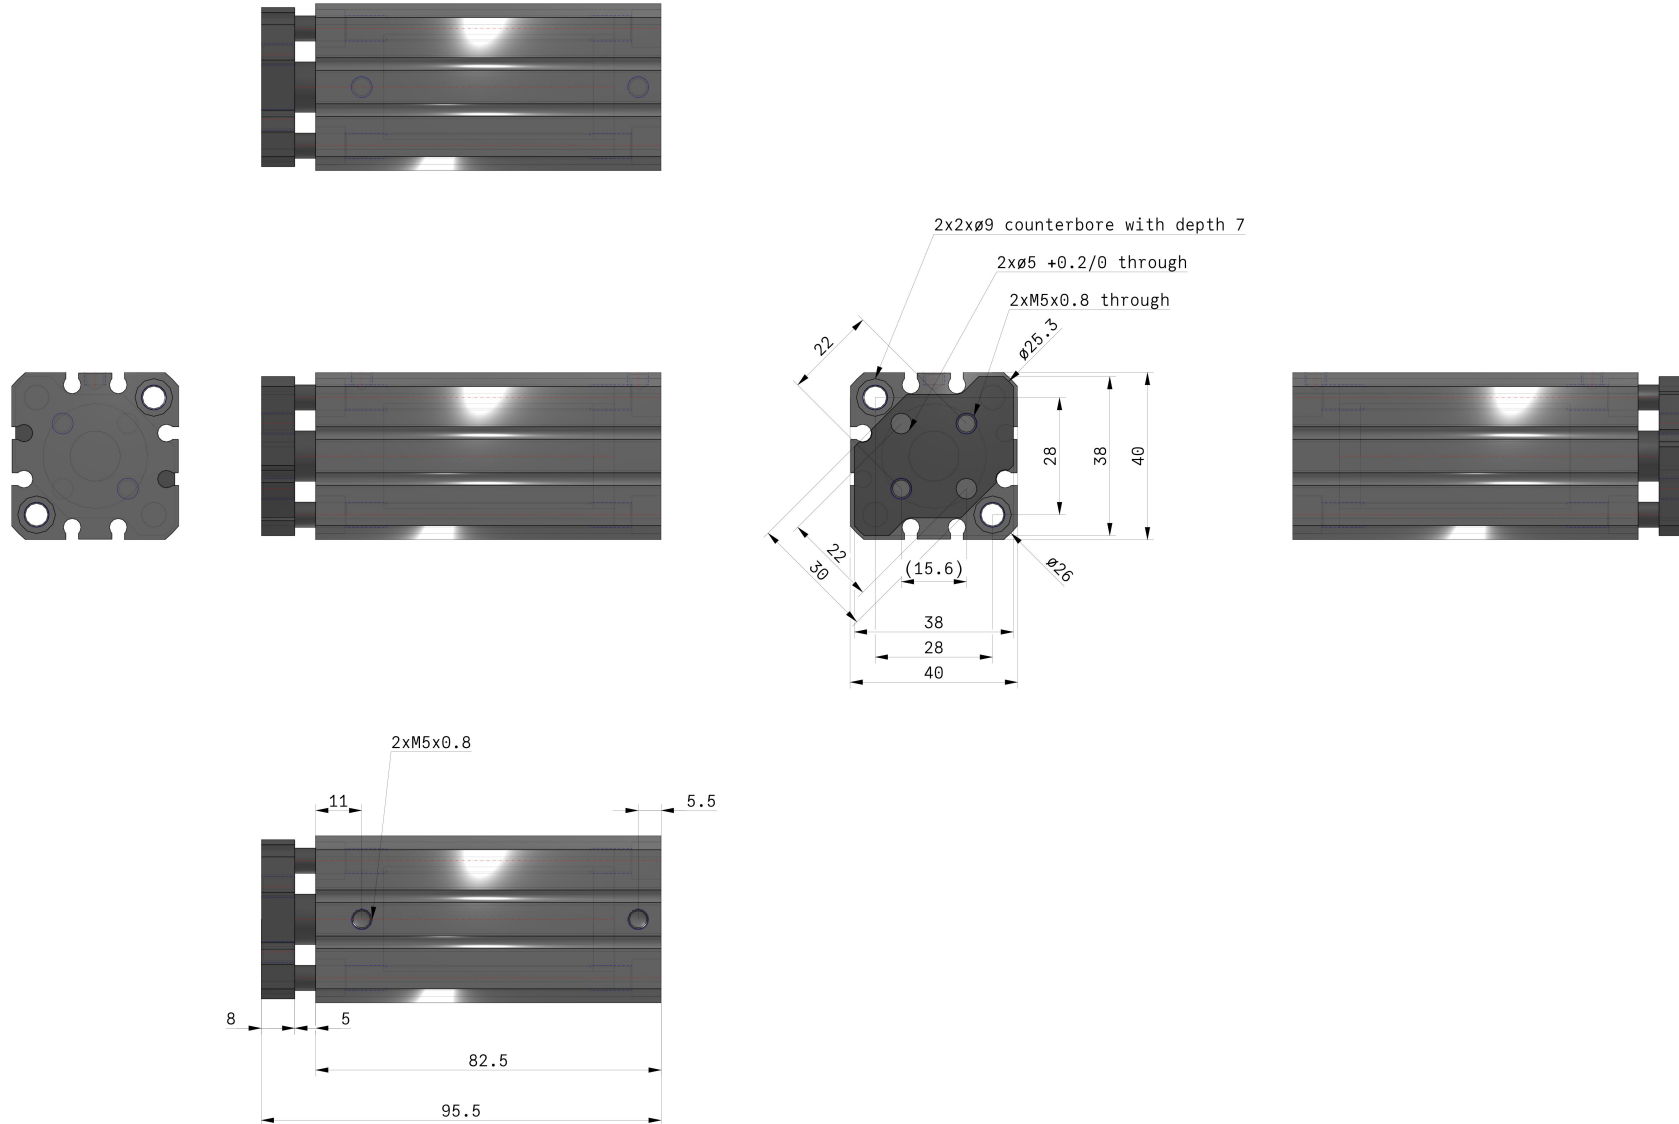 2x2xø9 counterbore with depth 7
2xø5 +0.2/0 through
2xM5x0.8 through
ø25.3
22
28
38
40
22
30
(15.6)
ø26
38
28
40
2xM5x0.8
11
5.5
8
5
82.5
95.5